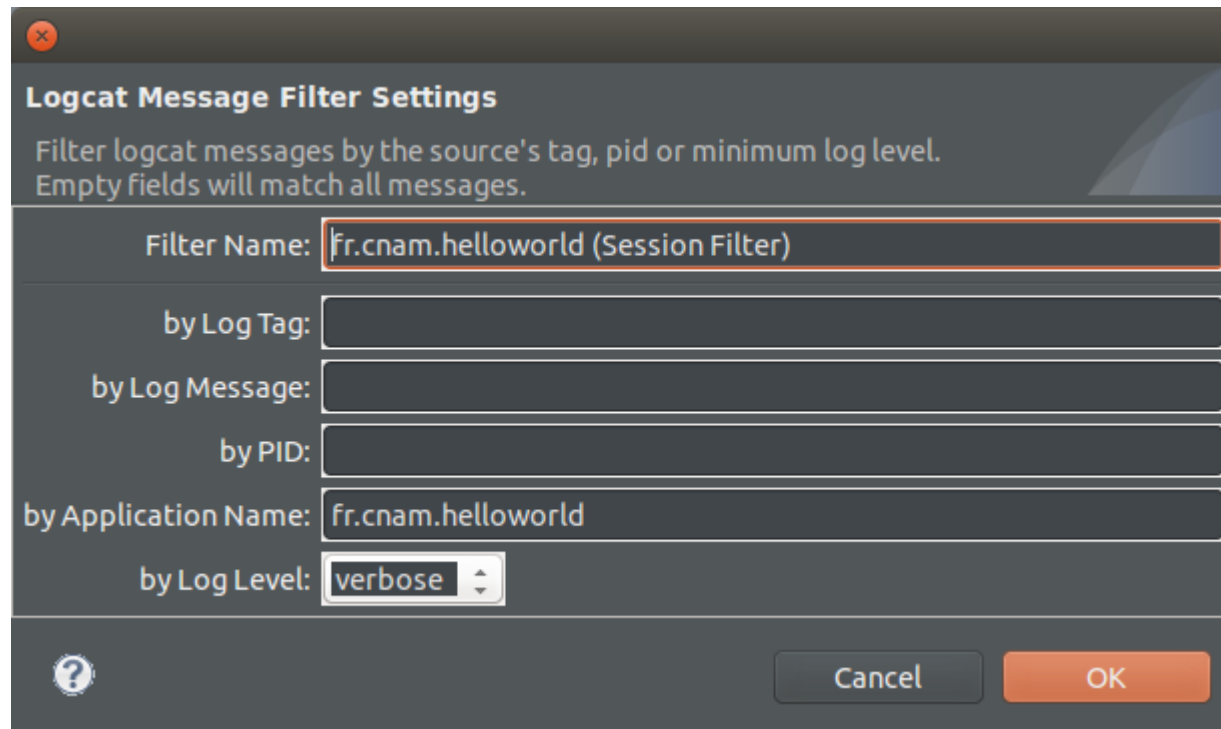 Logcat Message Filter Settings
Filter logcat messages by the source's tag, pid or minimum log level.
Empty fields will match all messages.
Filter Name: fr.cnam.helloworld (Session Filter)
by Log Tag:
by Log Message:
by PID:
by Application Name: fr.cnam.helloworld
by Log Level: verbose
? Cancel OK